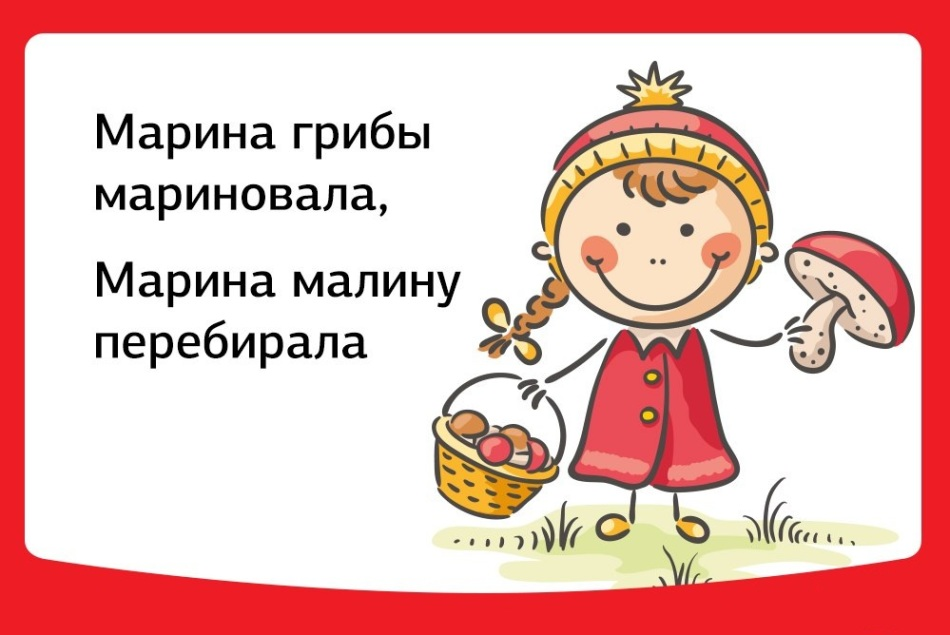 Марина грибы
мариновала,
Марина малину
перебирала